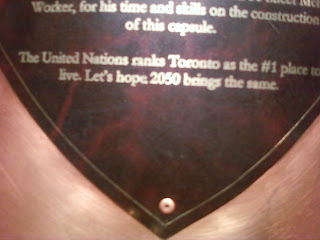 Worker, for his time and skills on the construction
of this capsule.
The United Nations ranks Toronto as the #1 place to
live. Let's hope 2050 brings the same.